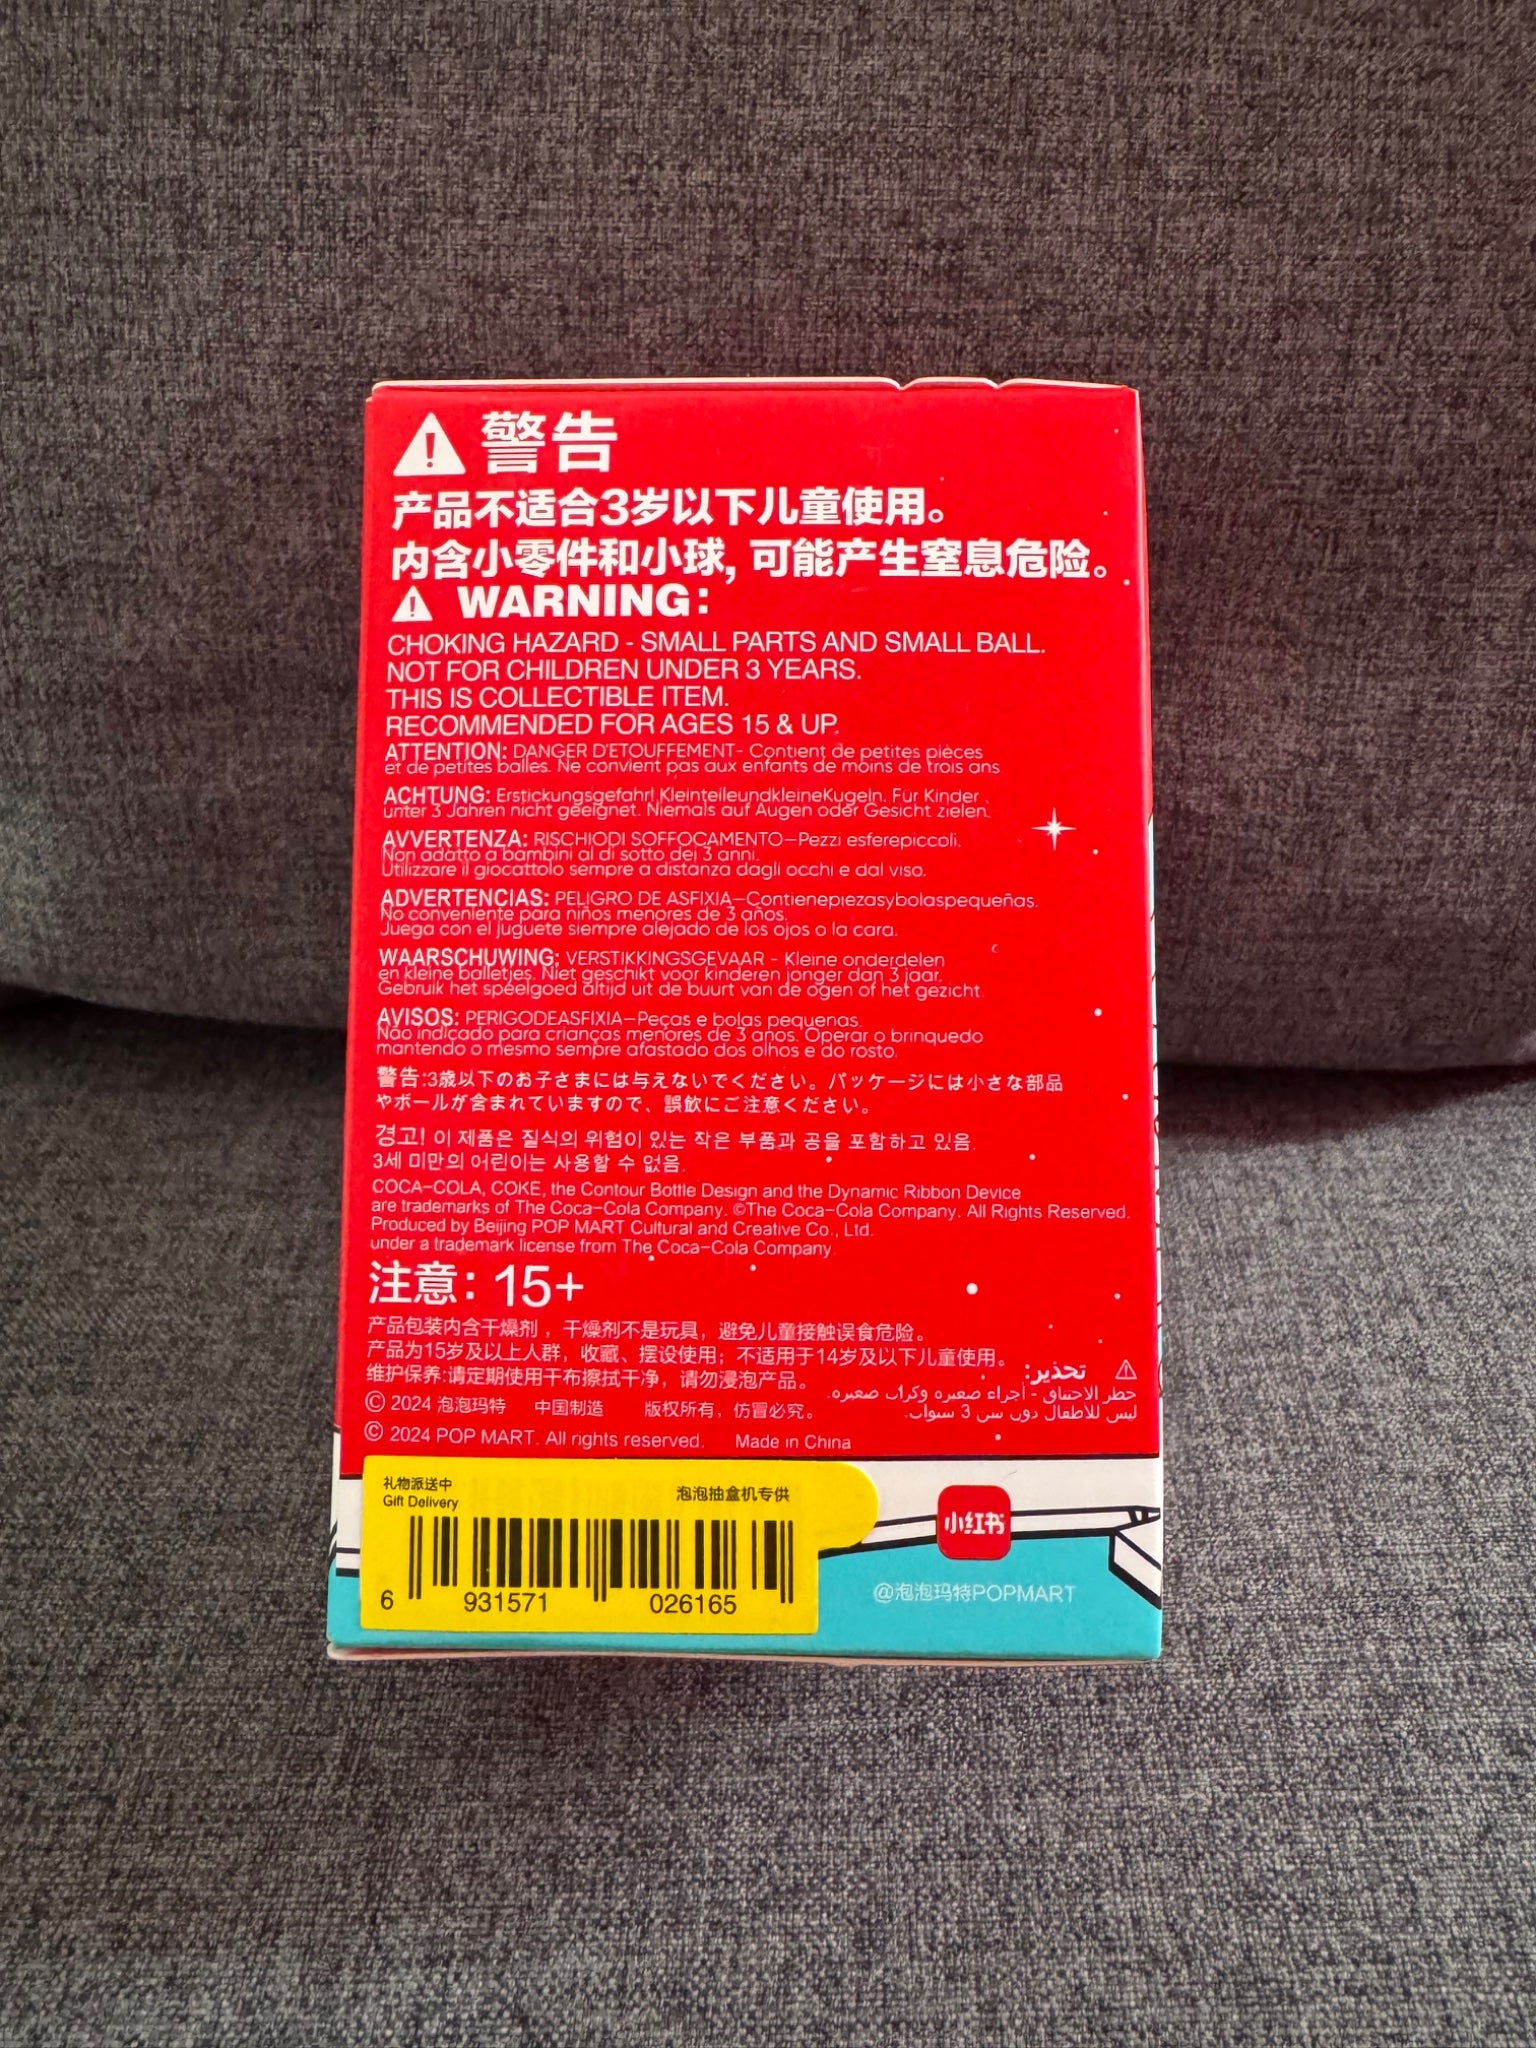 警告
产品不适合3岁以下儿童使用。
内含小零件和小球, 可能产生窒息危险。
WARNING:
CHOKING HAZARD - SMALL PARTS AND SMALL BALL.
NOT FOR CHILDREN UNDER 3 YEARS.
THIS IS COLLECTIBLE ITEM.
RECOMMENDED FOR AGES 15 & UP.
ATTENTION: DANGER D'ETOUFFEMENT- Contient de petites pièces
et de petites balles. Ne convient pas aux enfants de moins de trois ans
ACHTUNG: Erstickungsgefahr! KleinteileundkleineKugeln. Für Kinder
unter 3 Jahren nicht geeignet. Niemals auf Augen oder Gesicht zielen.
AVVERTENZA: RISCHIODI SOFFOCAMENTO—Pezzi esferepiccoli.
Non adatto a bambini al di sotto dei 3 anni.
Utilizzare il giocattolo sempre a distanza dagli occhi e dal viso.
ADVERTENCIAS: PELIGRO DE ASFIXIA—Contienepiezasybolaspequeñas.
No conveniente para niños menores de 3 años.
Juega con el juguete siempre alejado de los ojos o la cara.
WAARSCHUWING: VERSTIKKINGSGEVAAR - Kleine onderdelen
en kleine balletjes. Niet geschikt voor kinderen jonger dan 3 jaar.
Gebruik het speelgoed altijd uit de buurt van de ogen of het gezicht.
AVISOS: PERIGODEASFIXIA—Peças e bolas pequenas.
Não indicado para crianças menores de 3 anos. Operar o brinquedo
mantendo o mesmo sempre afastado dos olhos e do rosto.
警告:3歳以下のお子さまには与えないでください。パッケージには小さな部品
やボールが含まれていますので、誤飲にご注意ください。
경고! 이 제품은 질식의 위험이 있는 작은 부품과 공을 포함하고 있음.
3세 미만의 어린이는 사용할 수 없음.
COCA-COLA, COKE, the Contour Bottle Design and the Dynamic Ribbon Device
are trademarks of The Coca-Cola Company. ©The Coca-Cola Company. All Rights Reserved.
Produced by Beijing POP MART Cultural and Creative Co., Ltd.
under a trademark license from The Coca-Cola Company.
注意: 15+
产品包装内含干燥剂，干燥剂不是玩具，避免儿童接触误食危险。
产品为15岁及以上人群，收藏、摆设使用；不适用于14岁及以下儿童使用。
维护保养:请定期使用干布擦拭干净，请勿浸泡产品。
تحذير:
خطر الاختناق - أجزاء صغيرة وكرات صغيرة.
ليس للأطفال دون سن 3 سنوات.
© 2024 泡泡玛特 中国制造 版权所有，仿冒必究。
© 2024 POP MART. All rights reserved. Made in China
礼物派送中
Gift Delivery
泡泡抽盒机专供
6 931571 026165
小红书
@泡泡玛特POPMART